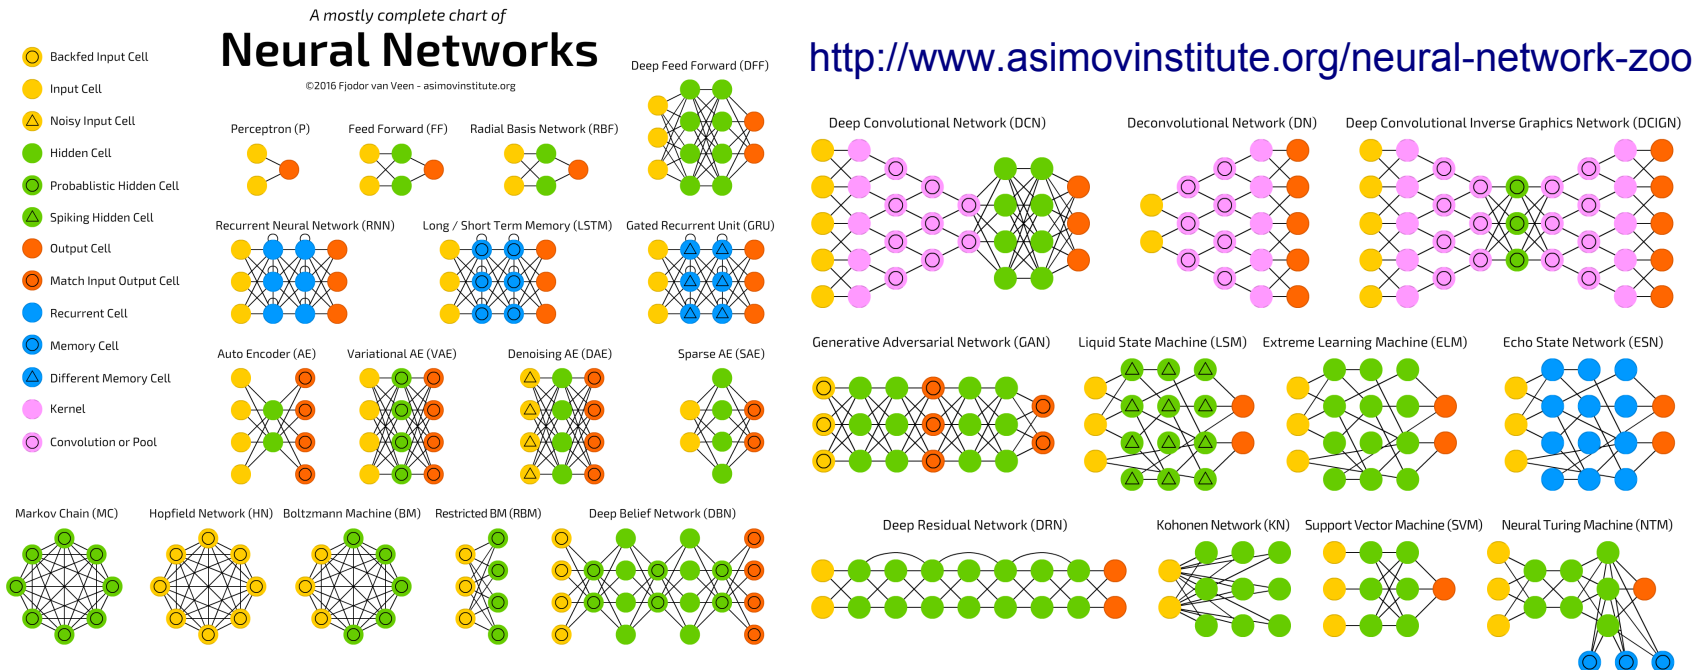 A mostly complete chart of
Neural Networks
©2016 Fjodor van Veen - asimovinstitute.org
http://www.asimovinstitute.org/neural-network-zoo
Backfed Input Cell
Input Cell
Noisy Input Cell
Hidden Cell
Probablistic Hidden Cell
Spiking Hidden Cell
Output Cell
Match Input Output Cell
Recurrent Cell
Memory Cell
Different Memory Cell
Kernel
Convolution or Pool
Deep Feed Forward (DFF)
Perceptron (P)
Feed Forward (FF)
Radial Basis Network (RBF)
Recurrent Neural Network (RNN)
Long / Short Term Memory (LSTM)
Gated Recurrent Unit (GRU)
Auto Encoder (AE)
Variational AE (VAE)
Denoising AE (DAE)
Sparse AE (SAE)
Markov Chain (MC)
Hopfield Network (HN)
Boltzmann Machine (BM)
Restricted BM (RBM)
Deep Belief Network (DBN)
Deep Convolutional Network (DCN)
Deconvolutional Network (DN)
Deep Convolutional Inverse Graphics Network (DCIGN)
Generative Adversarial Network (GAN)
Liquid State Machine (LSM)
Extreme Learning Machine (ELM)
Echo State Network (ESN)
Deep Residual Network (DRN)
Kohonen Network (KN)
Support Vector Machine (SVM)
Neural Turing Machine (NTM)